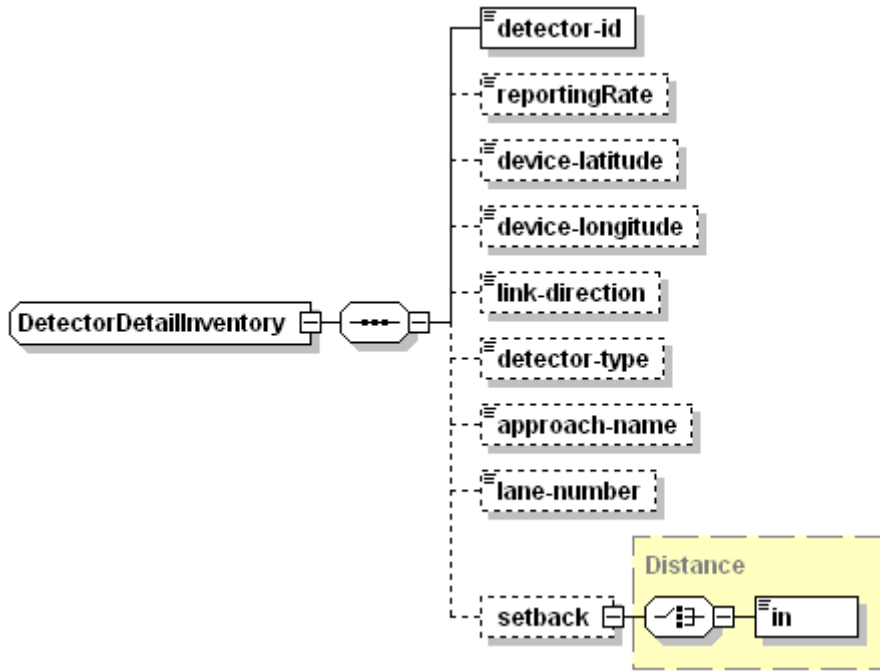 detector-id
reportingRate
device-latitude
device-longitude
link-direction
DetectorDetailInventory
detector-type
approach-name
lane-number
Distance
setback
in